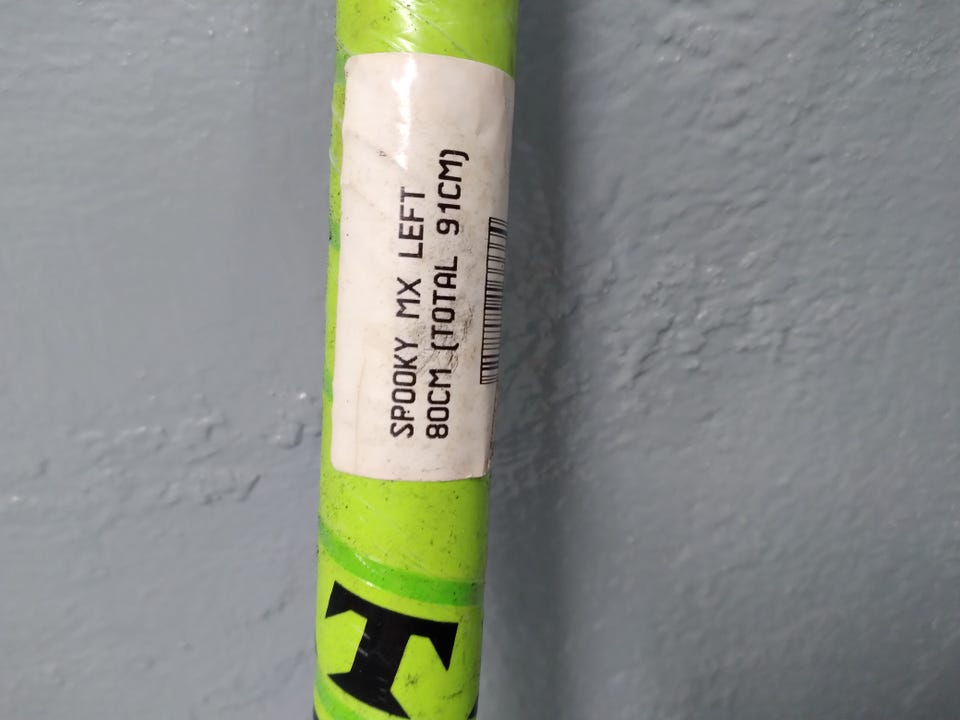 SPOOKY MX LEFT
80CM (TOTAL 91CM)
T